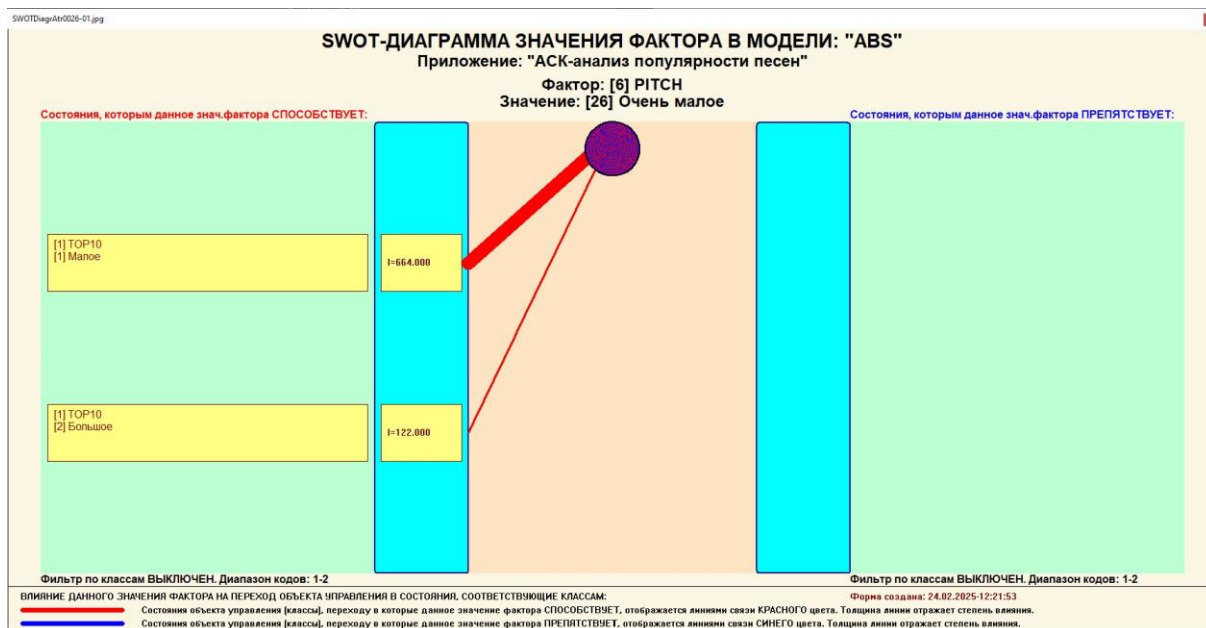 SWOTDiagrAtr0026-01.jpg
SWOT-ДИАГРАММА ЗНАЧЕНИЯ ФАКТОРА В МОДЕЛИ: "ABS"
Приложение: "АСК-анализ популярности песен"
Фактор: [6] PITCH
Значение: [26] Очень малое
Состояния, которым данное знач.фактора СПОСОБСТВУЕТ:
Состояния, которым данное знач.фактора ПРЕПЯТСТВУЕТ:
[1] TOP10
[1] Малое
I=664.000
[1] TOP10
[2] Большое
I=122.000
Фильтр по классам ВЫКЛЮЧЕН. Диапазон кодов: 1-2
Фильтр по классам ВЫКЛЮЧЕН. Диапазон кодов: 1-2
ВЛИЯНИЕ ДАННОГО ЗНАЧЕНИЯ ФАКТОРА НА ПЕРЕХОД ОБЪЕКТА УПРАВЛЕНИЯ В СОСТОЯНИЯ, СООТВЕТСТВУЮЩИЕ КЛАССАМ:
Форма создана: 24.02.2025-12:21:53
Состояния объекта управления [классы], переходу в которые данное значение фактора СПОСОБСТВУЕТ, отображается линиями связи КРАСНОГО цвета. Толщина линии отражает степень влияния.
Состояния объекта управления [классы], переходу в которые данное значение фактора ПРЕПЯТСТВУЕТ, отображается линиями связи СИНЕГО цвета. Толщина линии отражает степень влияния.